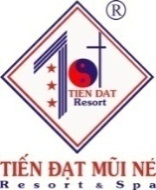 ®
TIEN DAT
Resort
TIẾN ĐẠT MŨI NÉ
Resort & Spa